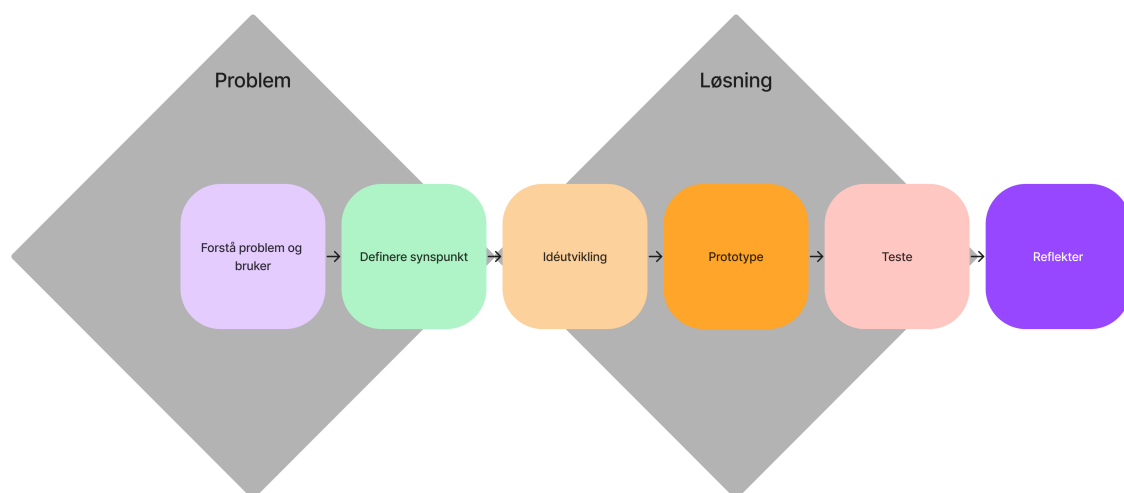 Problem
Løsning
Forstå problem og
bruker
Definere synspunkt
Idéutvikling
Prototype
Teste
Reflekter